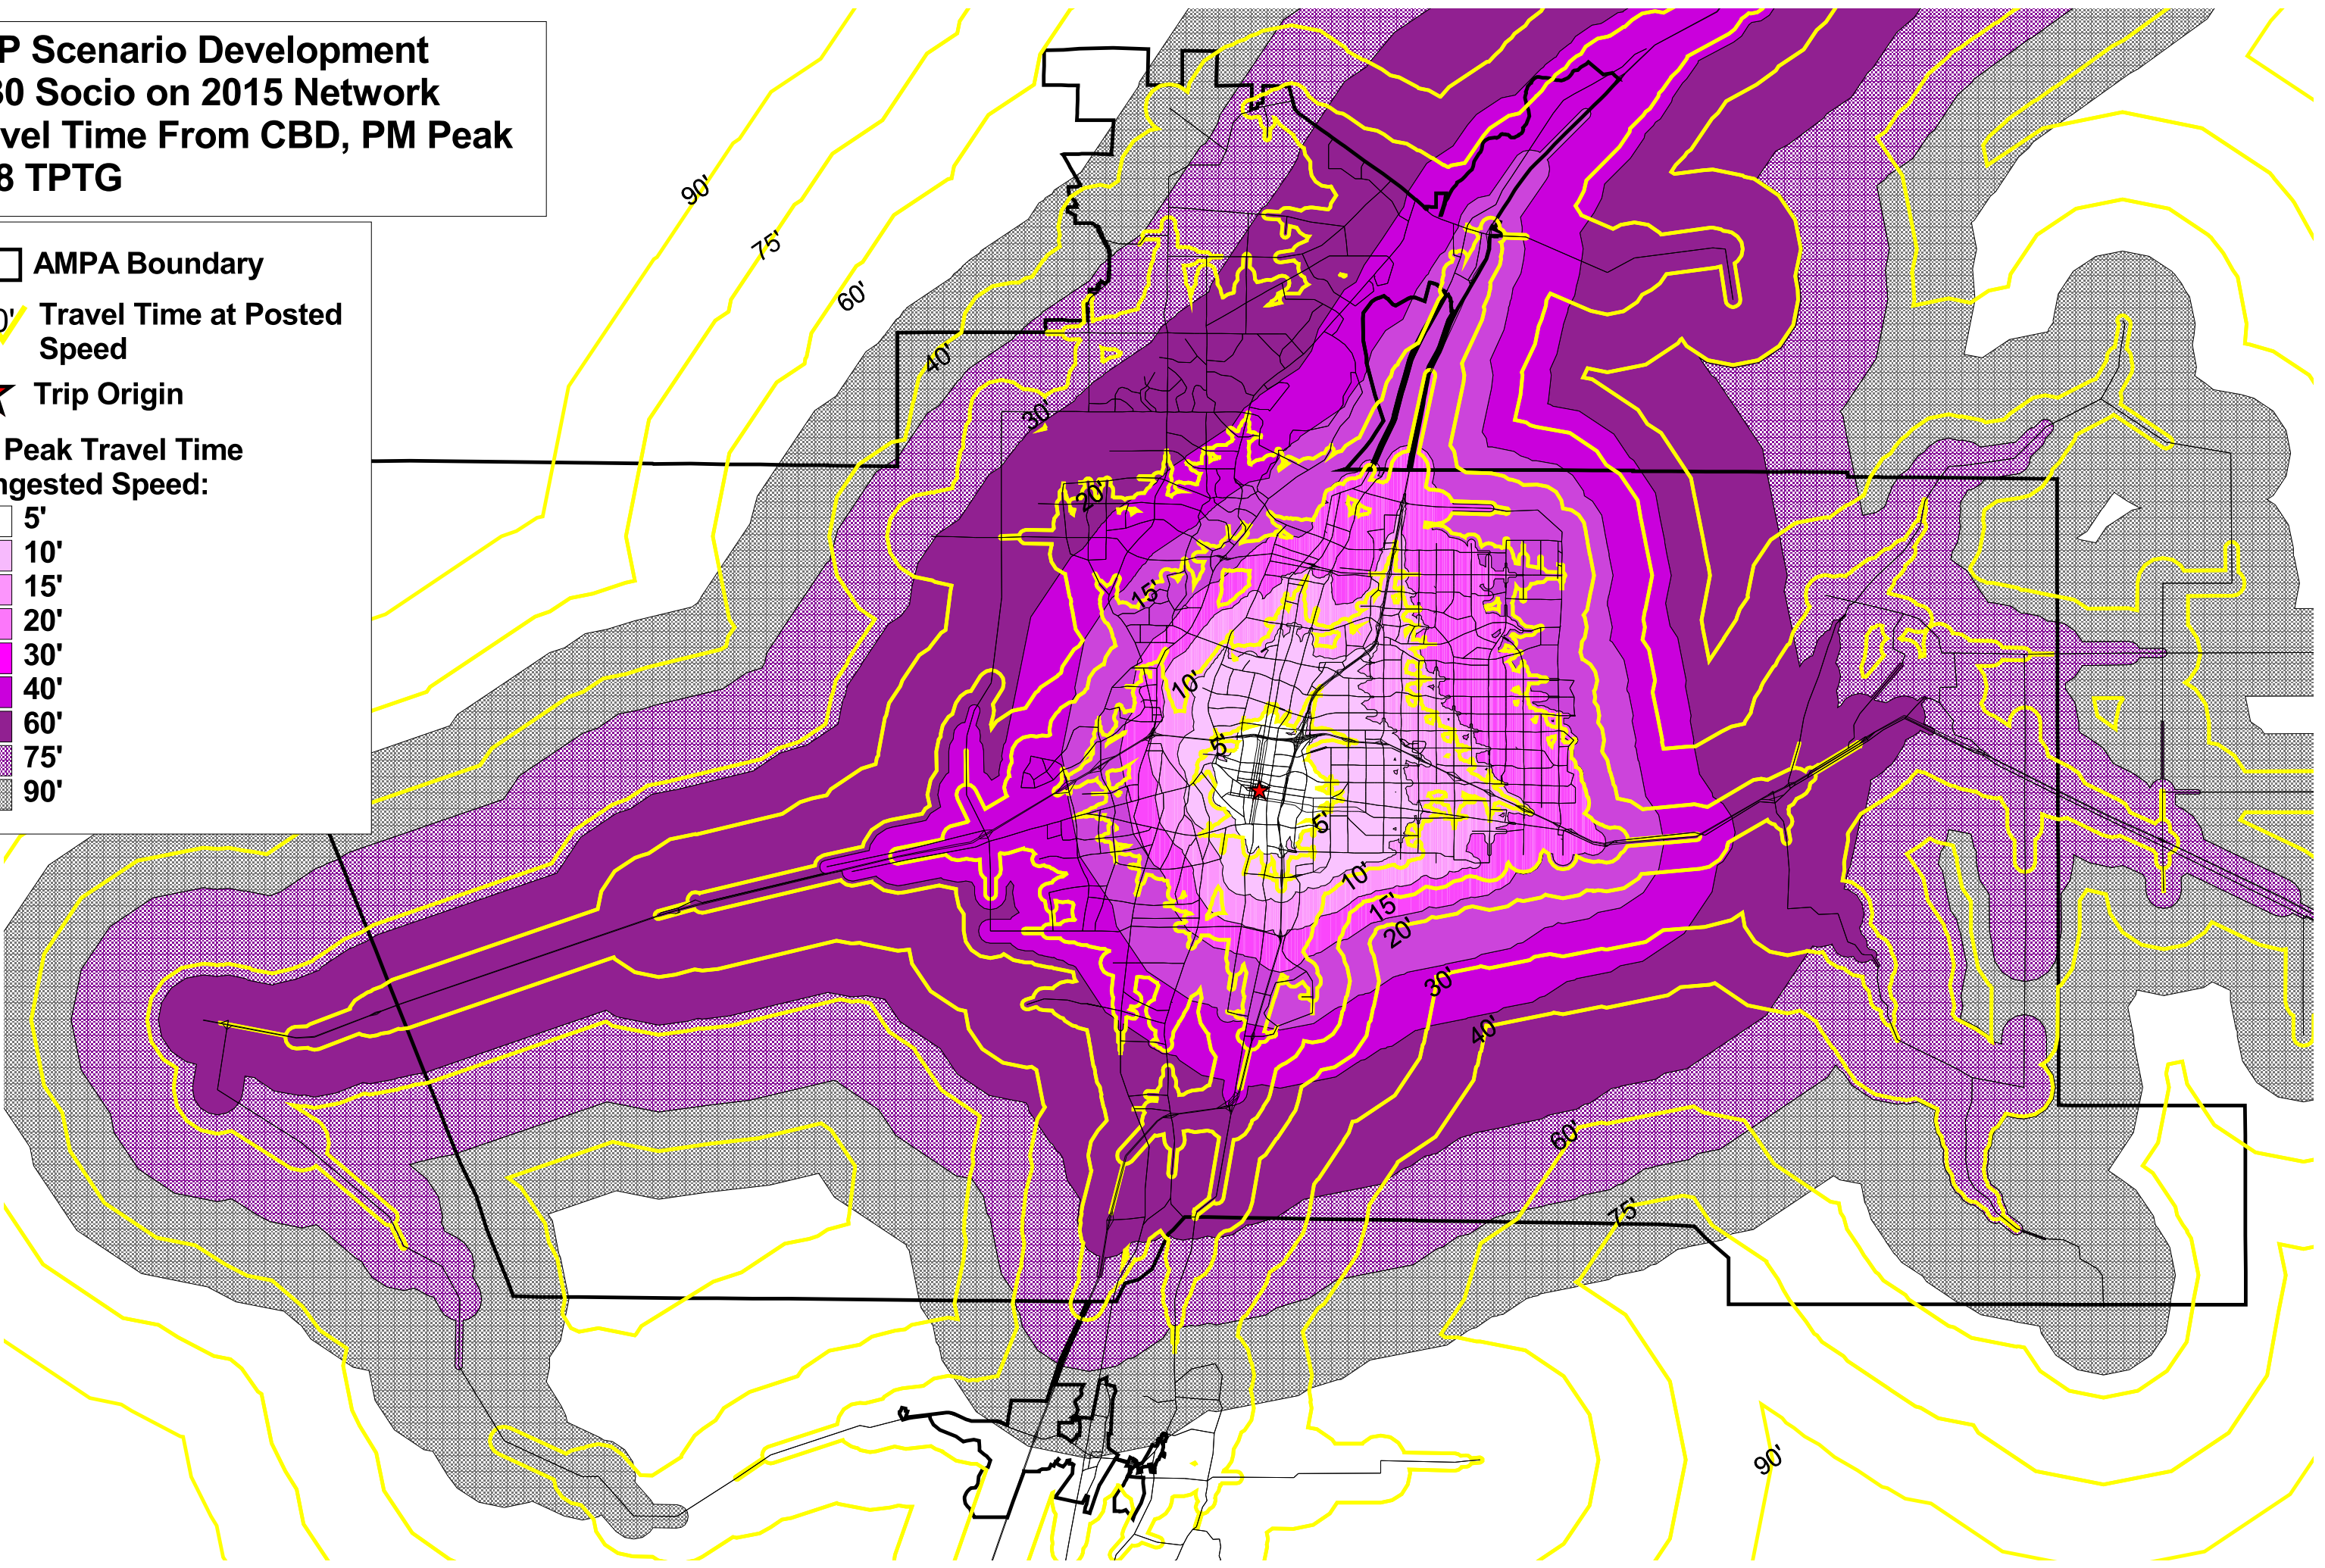 P Scenario Development
30 Socio on 2015 Network
vel Time From CBD, PM Peak
8 TPTG
AMPA Boundary
0' Travel Time at Posted
Speed
Trip Origin
Peak Travel Time
ngested Speed:
5'
10'
15'
20'
30'
40'
60'
75'
90'
90'
75'
60'
40'
30'
20'
15'
10'
5'
5'
10'
15'
20'
30'
40'
60'
75'
90'